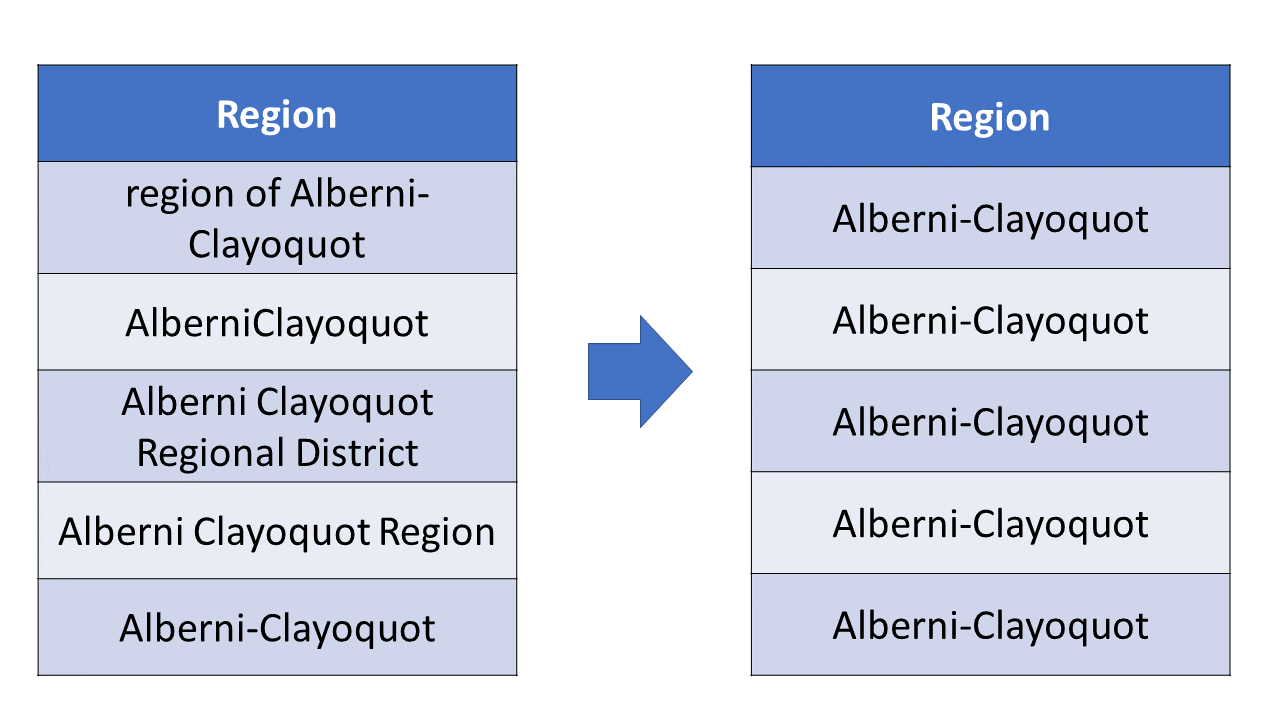 Region
region of Alberni-
Clayoquot
AlberniClayoquot
Alberni Clayoquot
Regional District
Alberni Clayoquot Region
Alberni-Clayoquot
Region
Alberni-Clayoquot
Alberni-Clayoquot
Alberni-Clayoquot
Alberni-Clayoquot
Alberni-Clayoquot